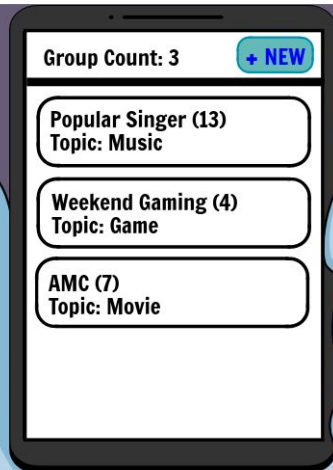 Group Count: 3
+ NEW
Popular Singer (13)
Topic: Music
Weekend Gaming (4)
Topic: Game
AMC (7)
Topic: Movie